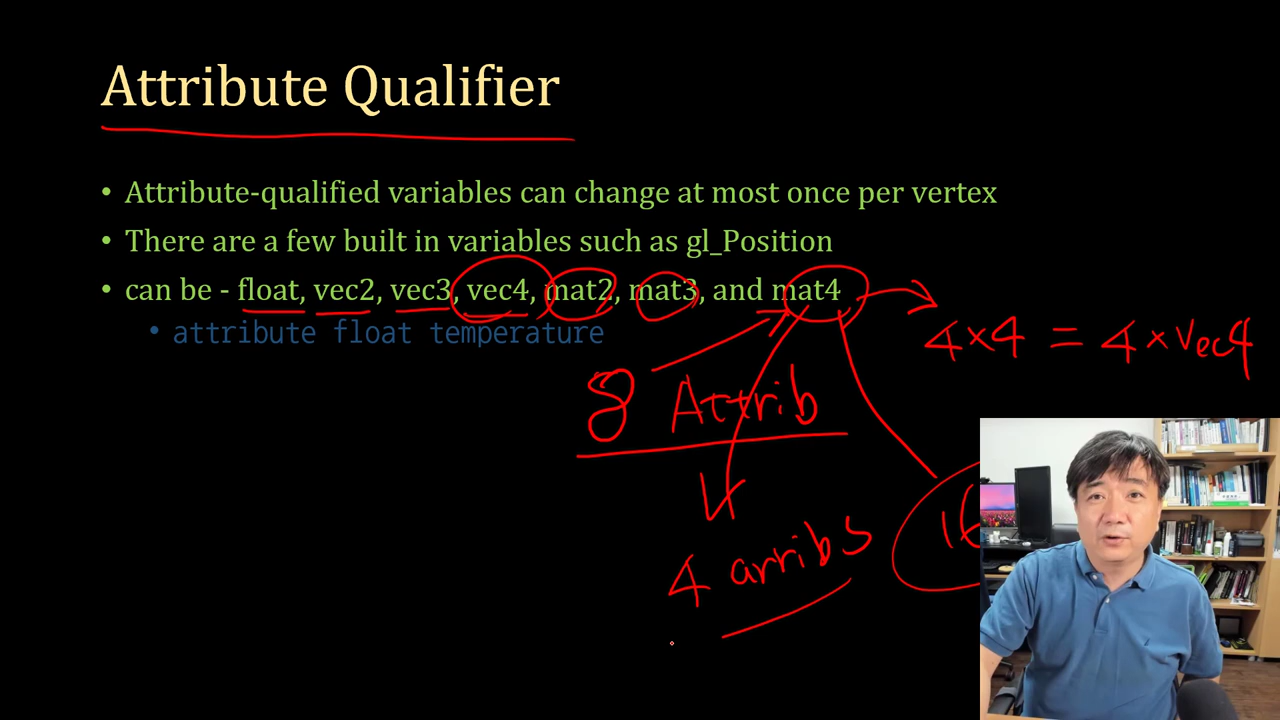 Attribute Qualifier
• Attribute-qualified variables can change at most once per vertex
• There are a few built in variables such as gl_Position
• can be - float, vec2, vec3, vec4, mat2, mat3, and mat4
• attribute float temperature
4×4 = 4×vec4
8 Attrib
4 arribs